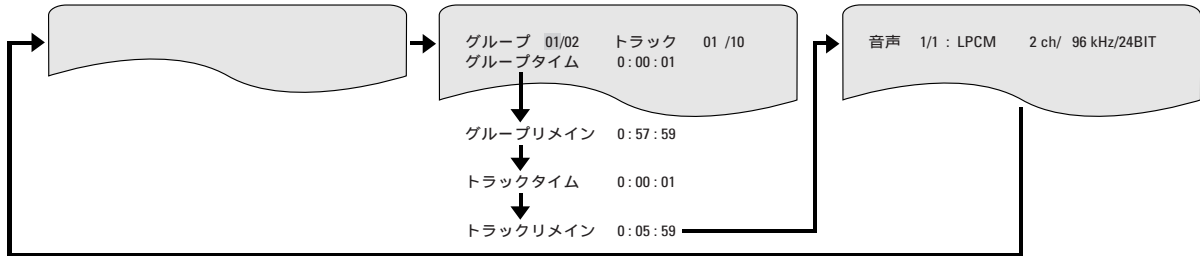 グループ 01/02 トラック 01 /10
グループタイム 0:00:01
グループリメイン 0:57:59
トラックタイム 0:00:01
トラックリメイン 0:05:59
音声 1/1 : LPCM 2 ch/ 96 kHz/24BIT